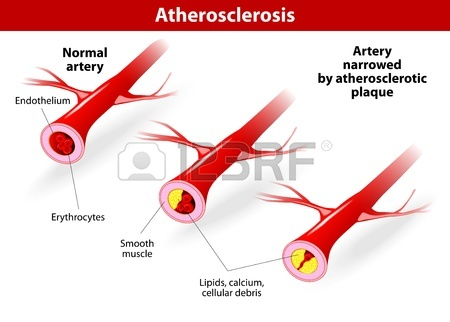 Atherosclerosis
Normal
artery
Artery
narrowed
by atherosclerotic
plaque
Endothelium
Erythrocytes
Smooth
muscle
Lipids, calcium,
cellular debris
123RF